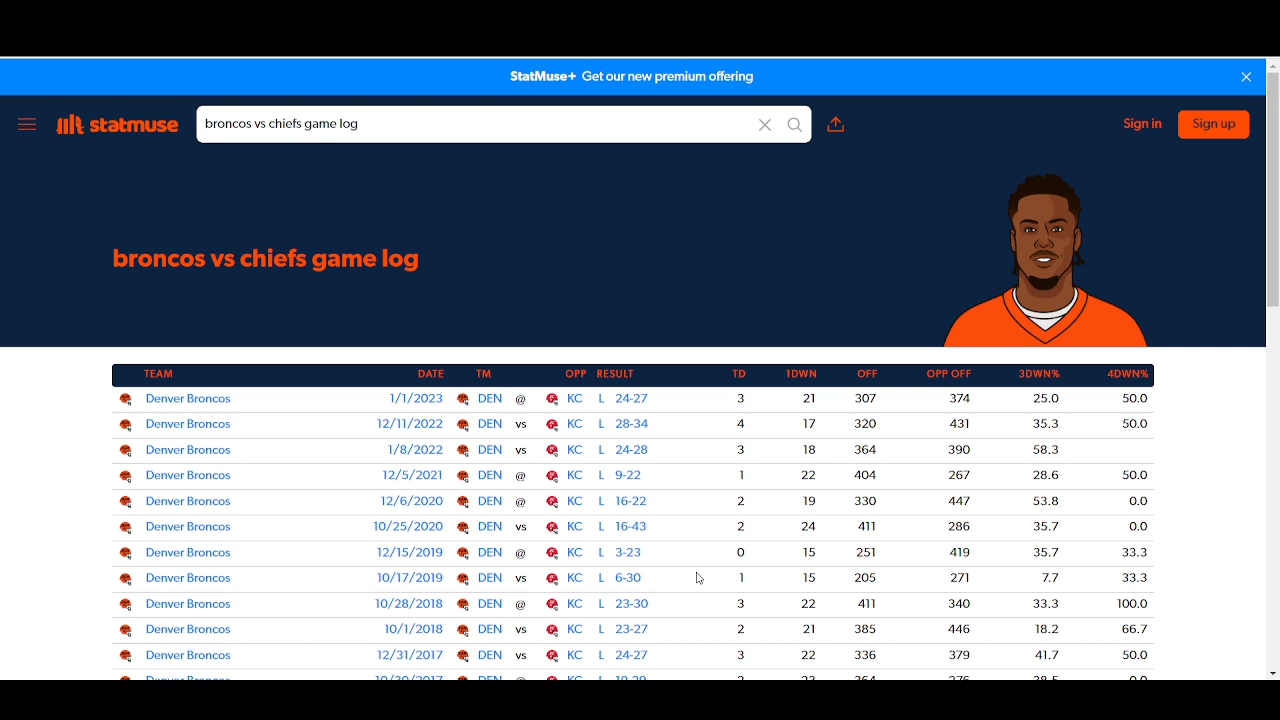 StatMuse+ Get our new premium offering
statmuse broncos vs chiefs game log Sign in Sign up
broncos vs chiefs game log
TEAM DATE TM OPP RESULT TD 1DWN OFF OPP OFF 3DWN% 4DWN%
Denver Broncos 1/1/2023 DEN @ KC L 24-27 3 21 307 374 25.0 50.0
Denver Broncos 12/11/2022 DEN vs KC L 28-34 4 17 320 431 35.3 50.0
Denver Broncos 1/8/2022 DEN vs KC L 24-28 3 18 364 390 58.3
Denver Broncos 12/5/2021 DEN @ KC L 9-22 1 22 404 267 28.6 50.0
Denver Broncos 12/6/2020 DEN @ KC L 16-22 2 19 330 447 53.8 0.0
Denver Broncos 10/25/2020 DEN vs KC L 16-43 2 24 411 286 35.7 0.0
Denver Broncos 12/15/2019 DEN @ KC L 3-23 0 15 251 419 35.7 33.3
Denver Broncos 10/17/2019 DEN vs KC L 6-30 1 15 205 271 7.7 33.3
Denver Broncos 10/28/2018 DEN @ KC L 23-30 3 22 411 340 33.3 100.0
Denver Broncos 10/1/2018 DEN vs KC L 23-27 2 21 385 446 18.2 66.7
Denver Broncos 12/31/2017 DEN vs KC L 24-27 3 22 336 379 41.7 50.0
Denver Broncos 10/30/2017 DEN @ KC L 19-29